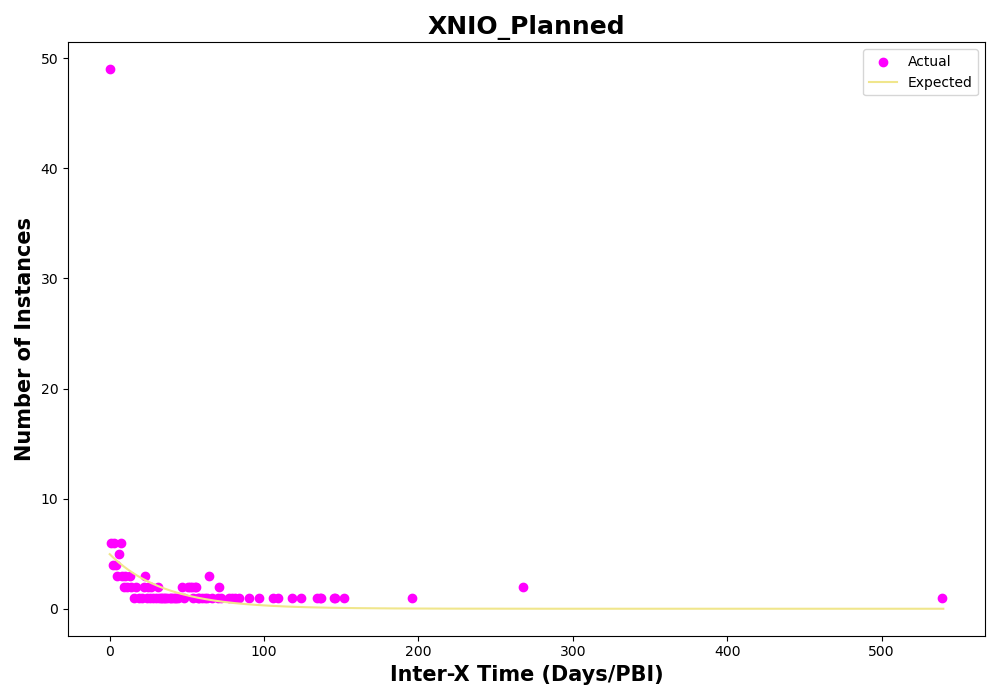 XNIO_Planned
Actual
Expected
Number of Instances
50
40
30
20
10
0
0 100 200 300 400 500
Inter-X Time (Days/PBI)